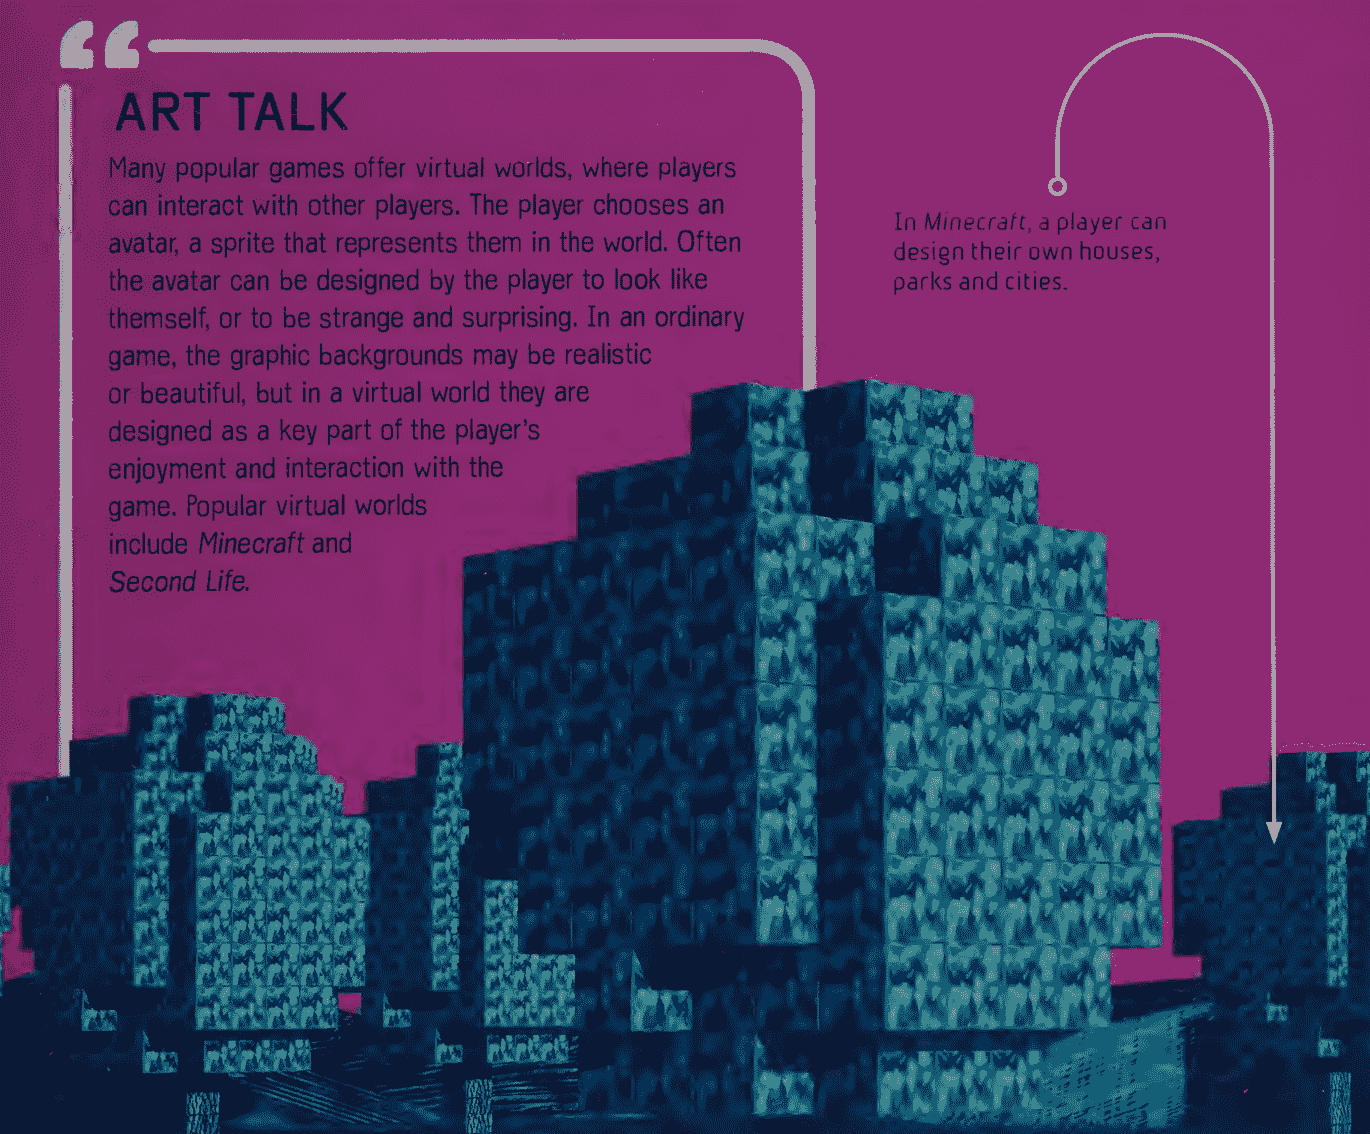 ART TALK
Many popular games offer virtual worlds, where players
can interact with other players. The player chooses an
avatar, a sprite that represents them in the world. Often
the avatar can be designed by the player to look like
themself, or to be strange and surprising. In an ordinary
game, the graphic backgrounds may be realistic
or beautiful, but in a virtual world they are
designed as a key part of the player's
enjoyment and interaction with the
game. Popular virtual worlds
include Minecraft and
Second Life.
In Minecraft, a player can
design their own houses,
parks and cities.